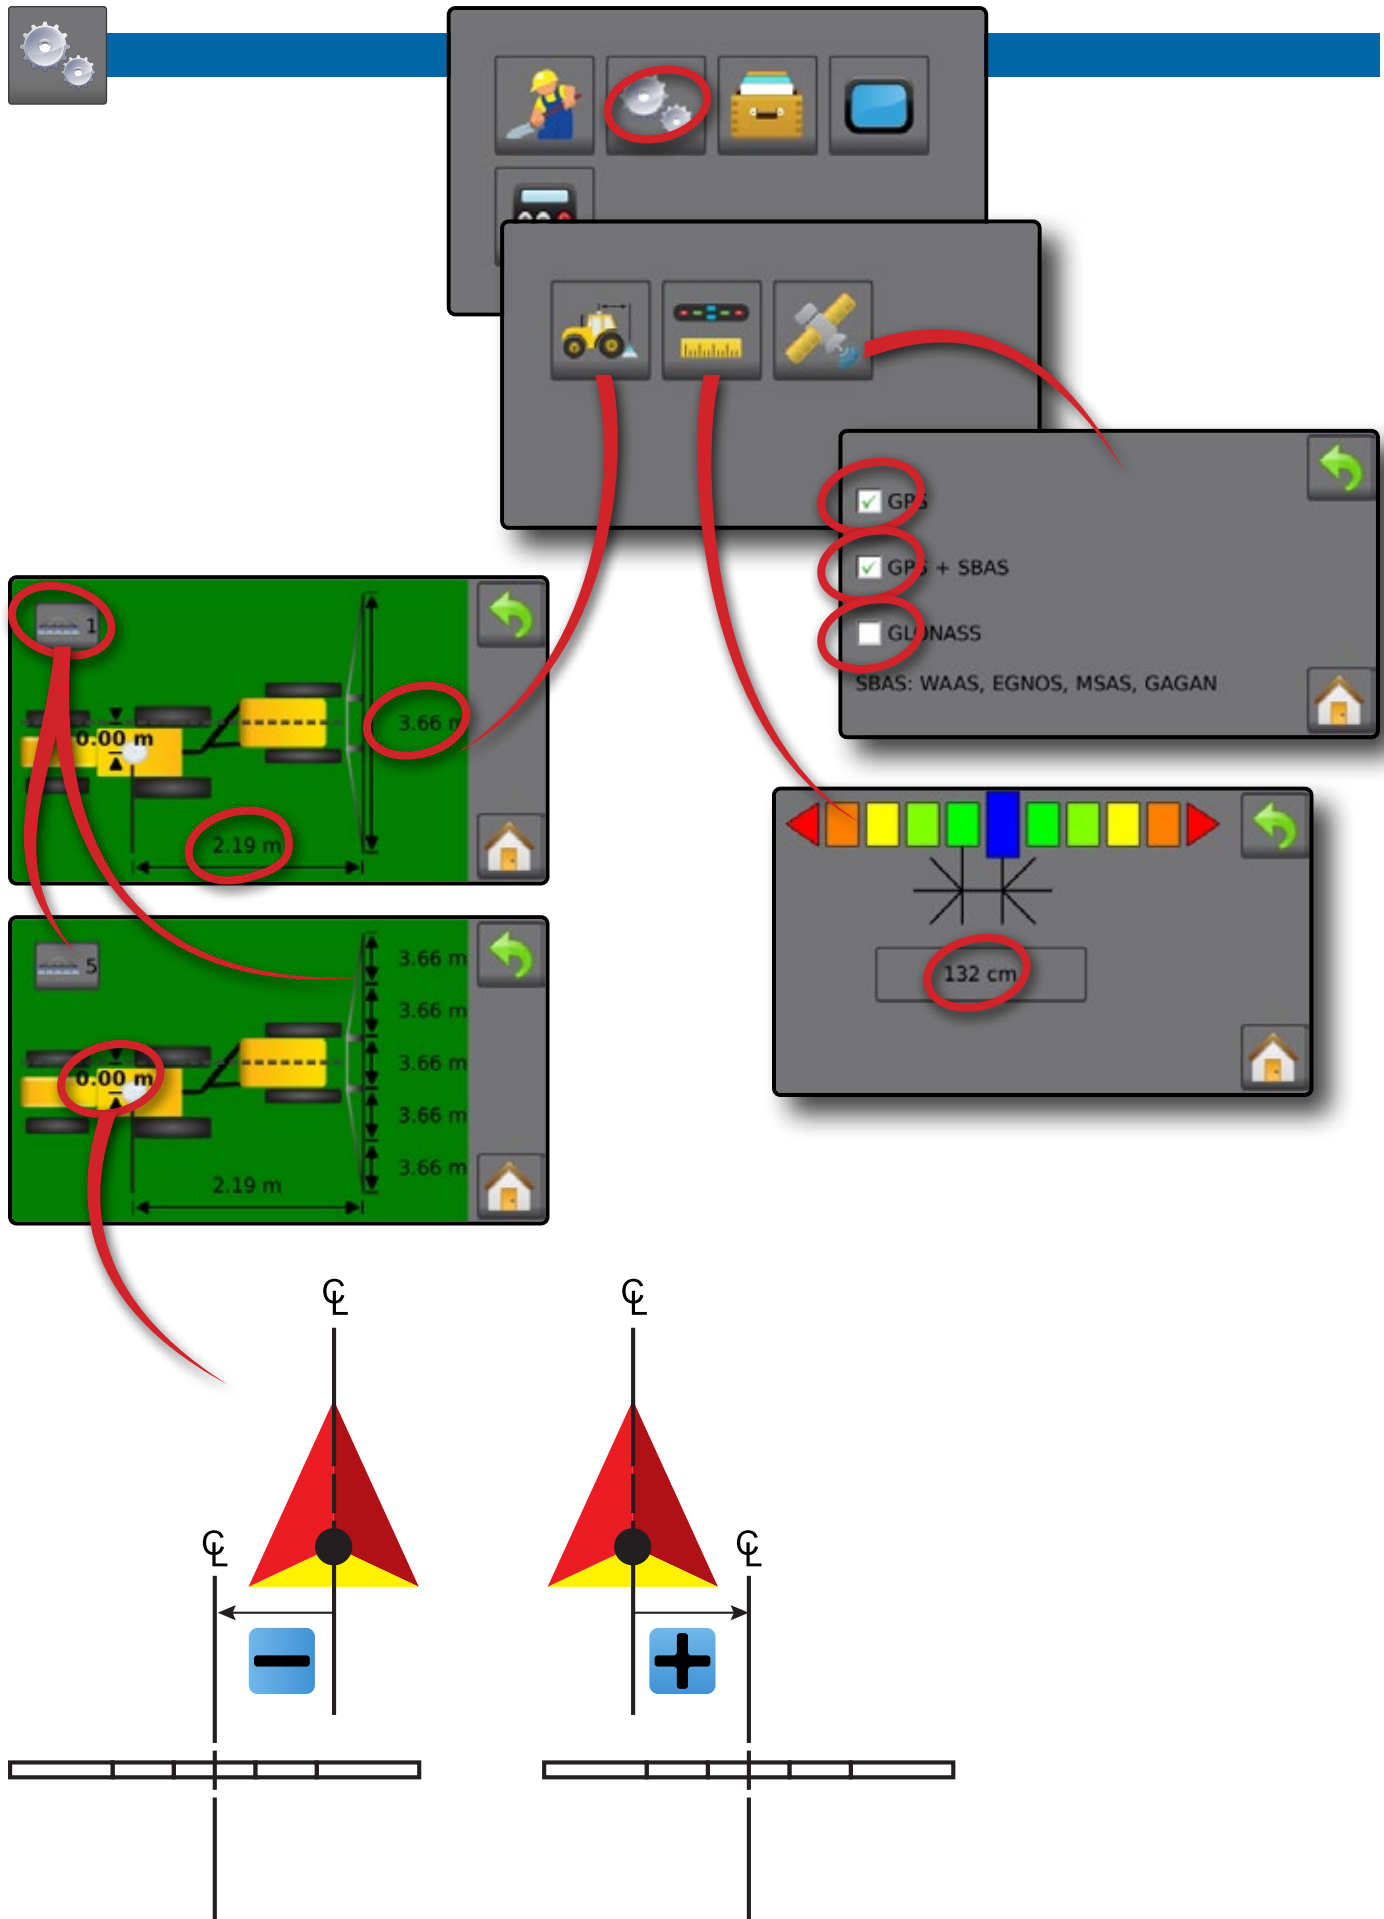 GPS
GPS + SBAS
GLONASS
SBAS: WAAS, EGNOS, MSAS, GAGAN
1
3.66 m
0.00 m
2.19 m
132 cm
5
3.66 m
3.66 m
3.66 m
0.00 m
3.66 m
3.66 m
2.19 m
℄
℄
℄
℄